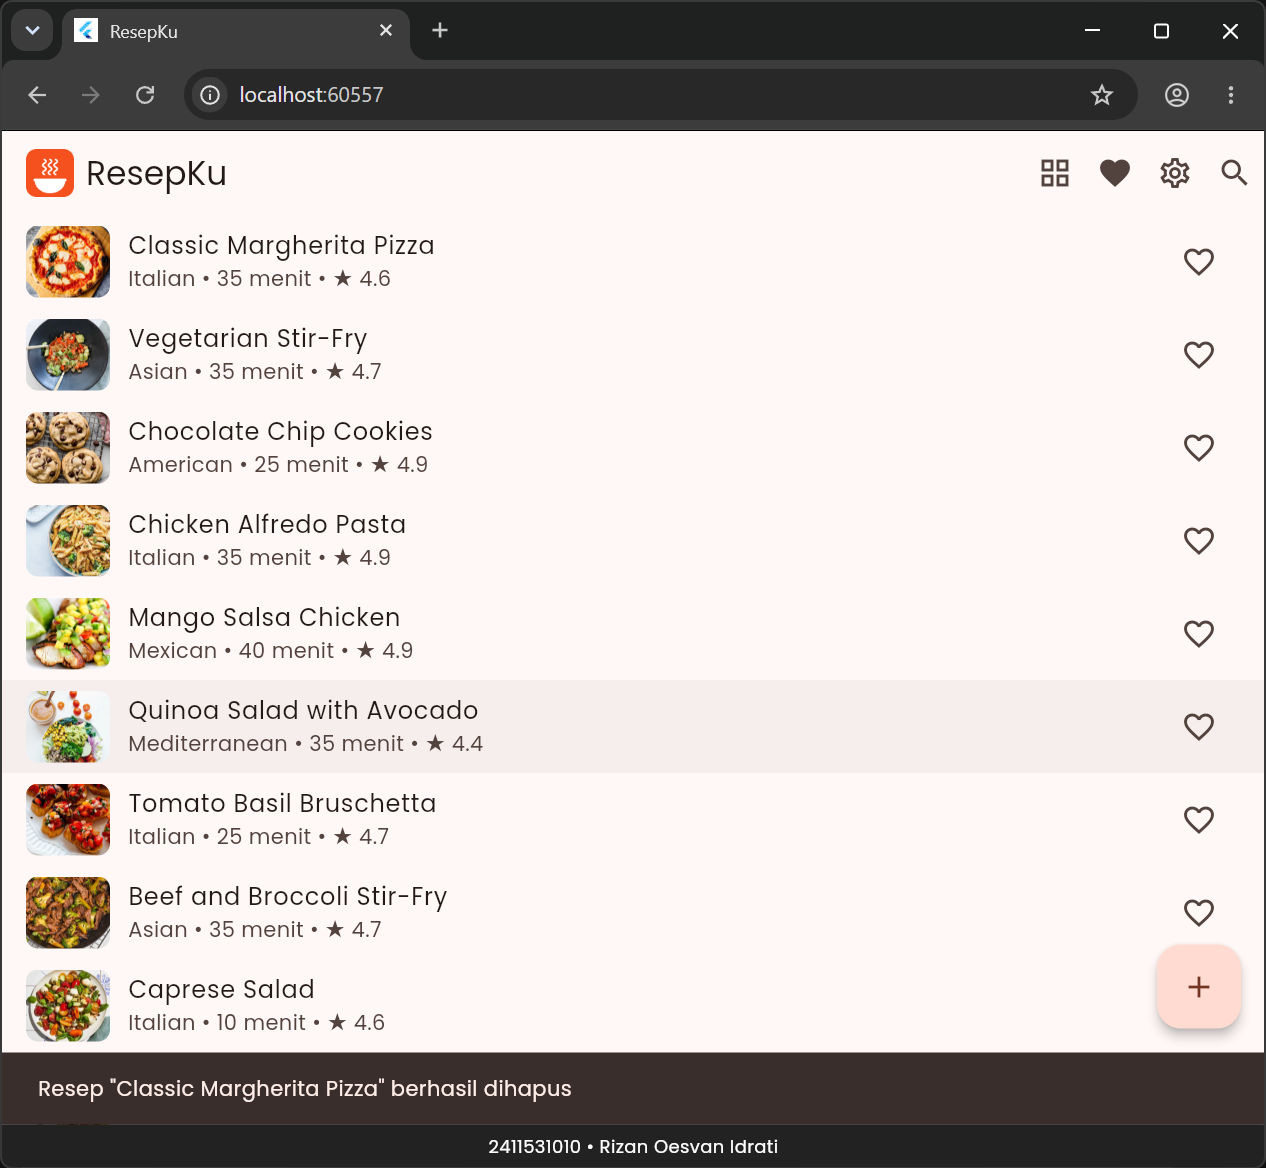 ResepKu
localhost:60557
ResepKu
Classic Margherita Pizza
Italian • 35 menit • ★ 4.6
Vegetarian Stir-Fry
Asian • 35 menit • ★ 4.7
Chocolate Chip Cookies
American • 25 menit • ★ 4.9
Chicken Alfredo Pasta
Italian • 35 menit • ★ 4.9
Mango Salsa Chicken
Mexican • 40 menit • ★ 4.9
Quinoa Salad with Avocado
Mediterranean • 35 menit • ★ 4.4
Tomato Basil Bruschetta
Italian • 25 menit • ★ 4.7
Beef and Broccoli Stir-Fry
Asian • 35 menit • ★ 4.7
Caprese Salad
Italian • 10 menit • ★ 4.6
Resep "Classic Margherita Pizza" berhasil dihapus
2411531010 • Rizan Oesvan Idrati